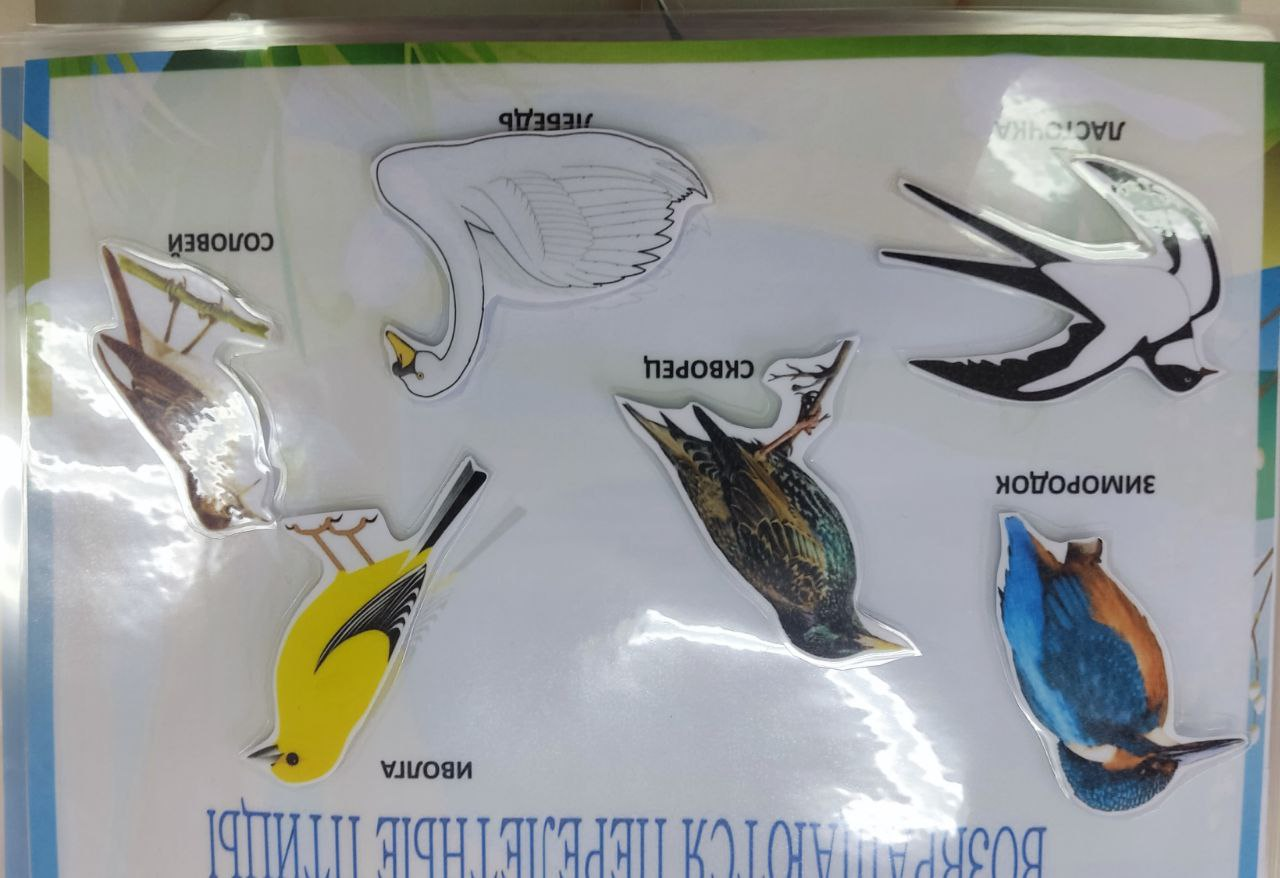 ВОЗВРАЩАЮТСЯ ПЕРЕЛЕТНЫЕ ПТИЦЫ
ИВОЛГА
ЗИМОРОДОК
СКВОРЕЦ
СОЛОВЕЙ
ЛАСТОЧКА
ЛЕБЕДЬ